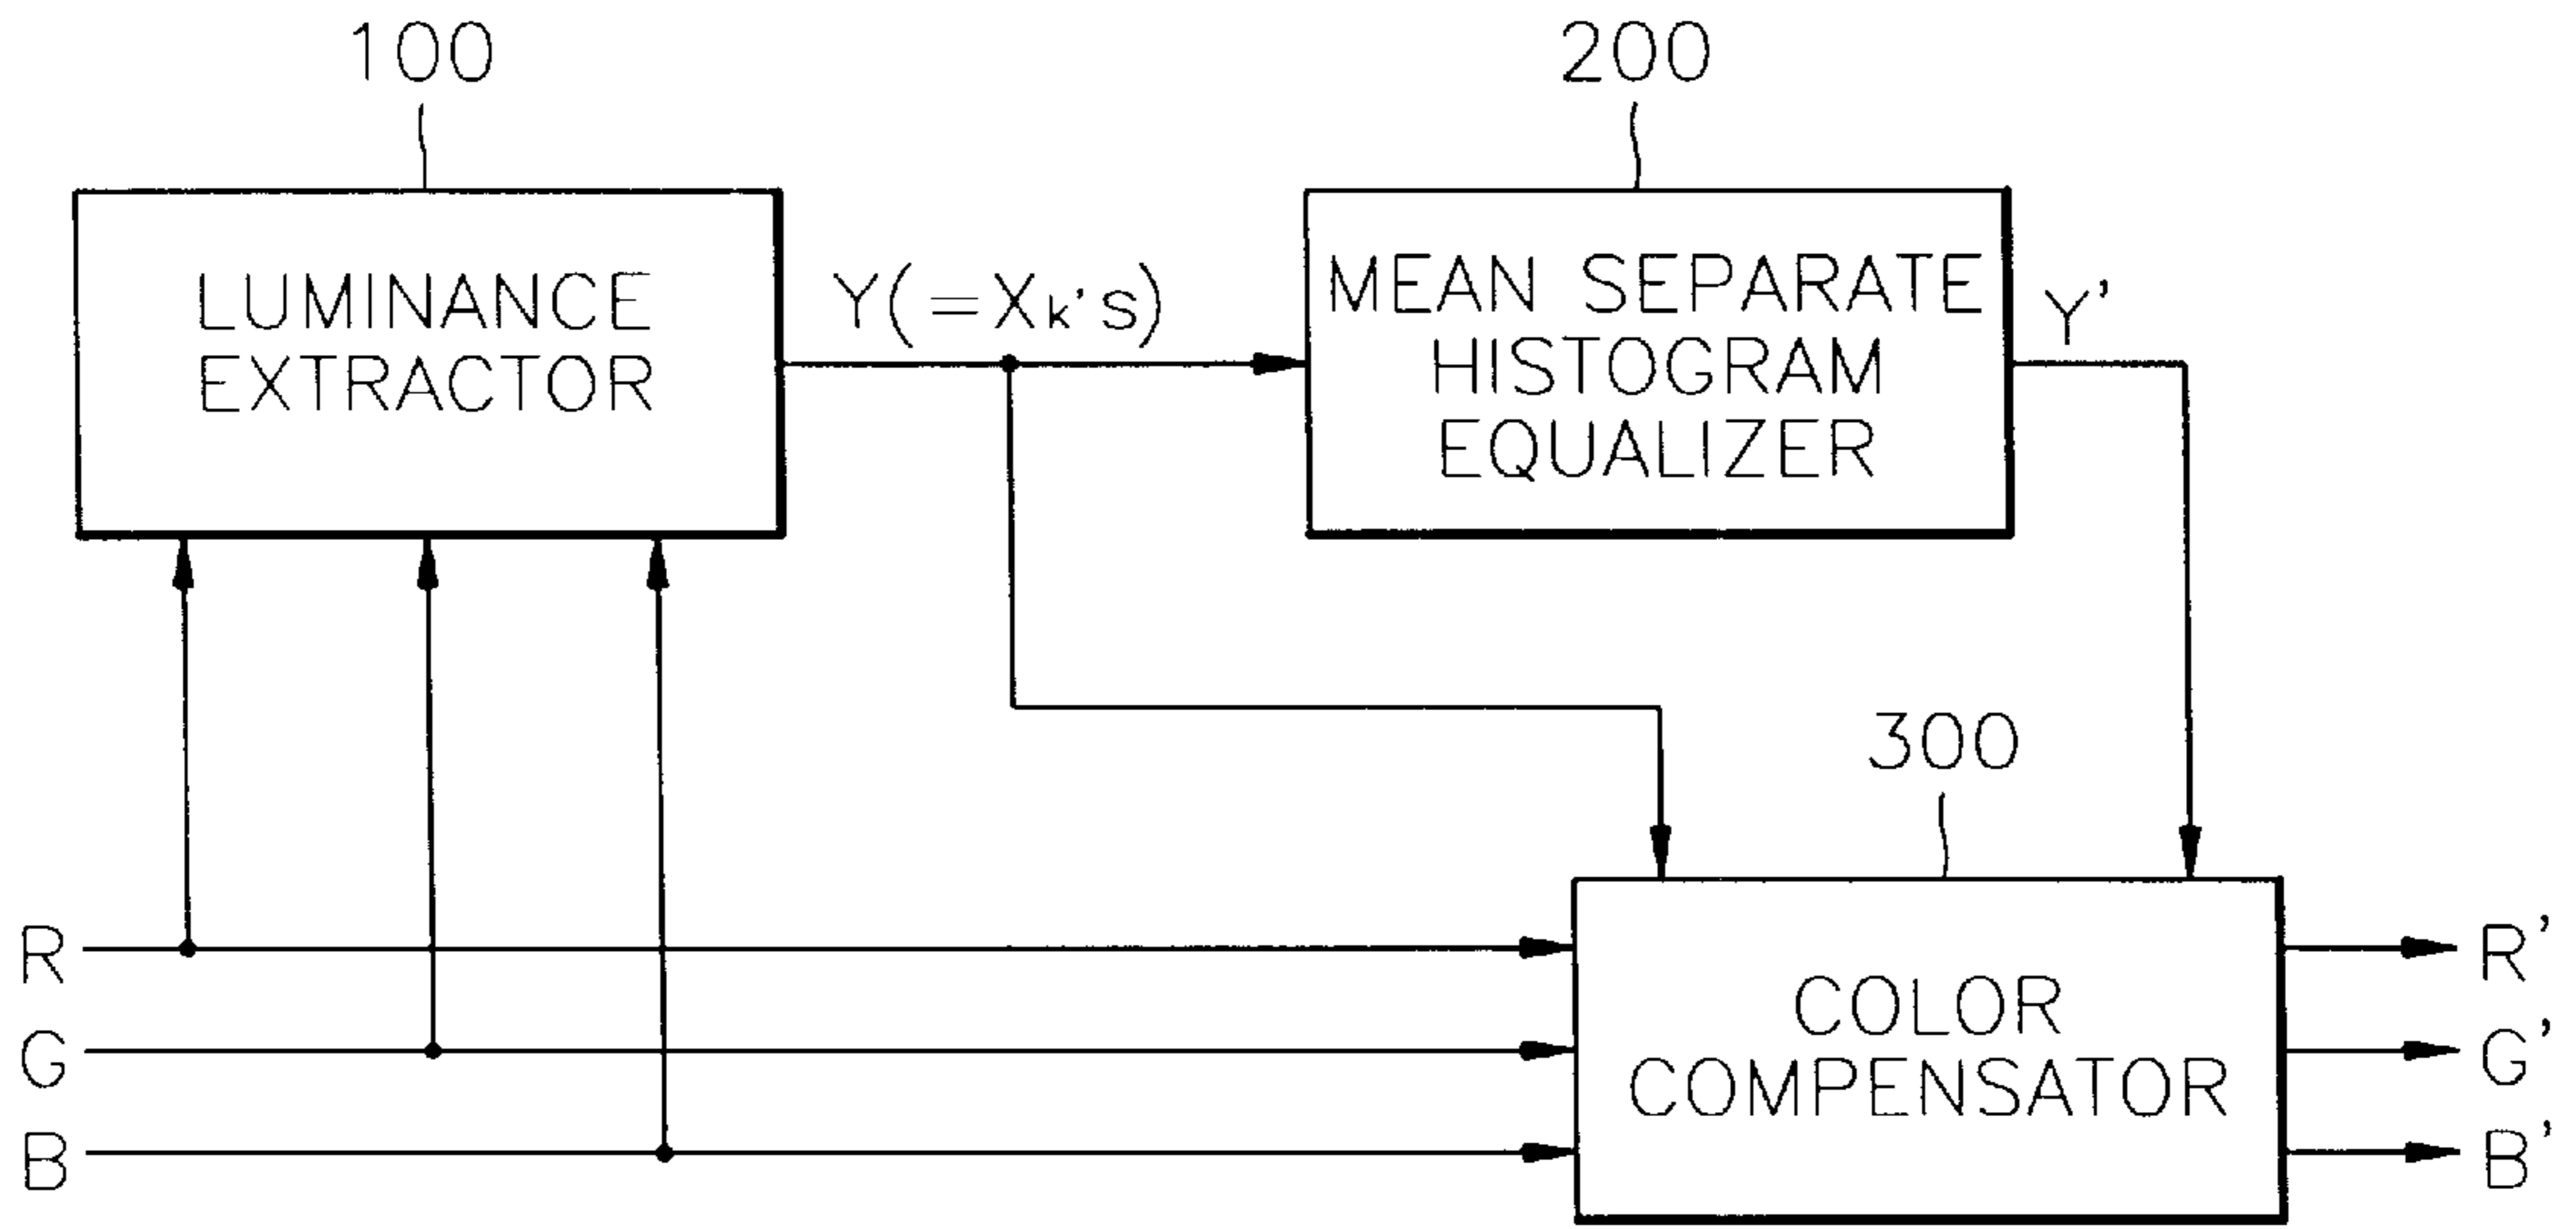 100
200
LUMINANCE
EXTRACTOR
Y(=Xk's)
MEAN SEPARATE
HISTOGRAM
EQUALIZER
Y'
300
R
G
B
COLOR
COMPENSATOR
R'
G'
B'